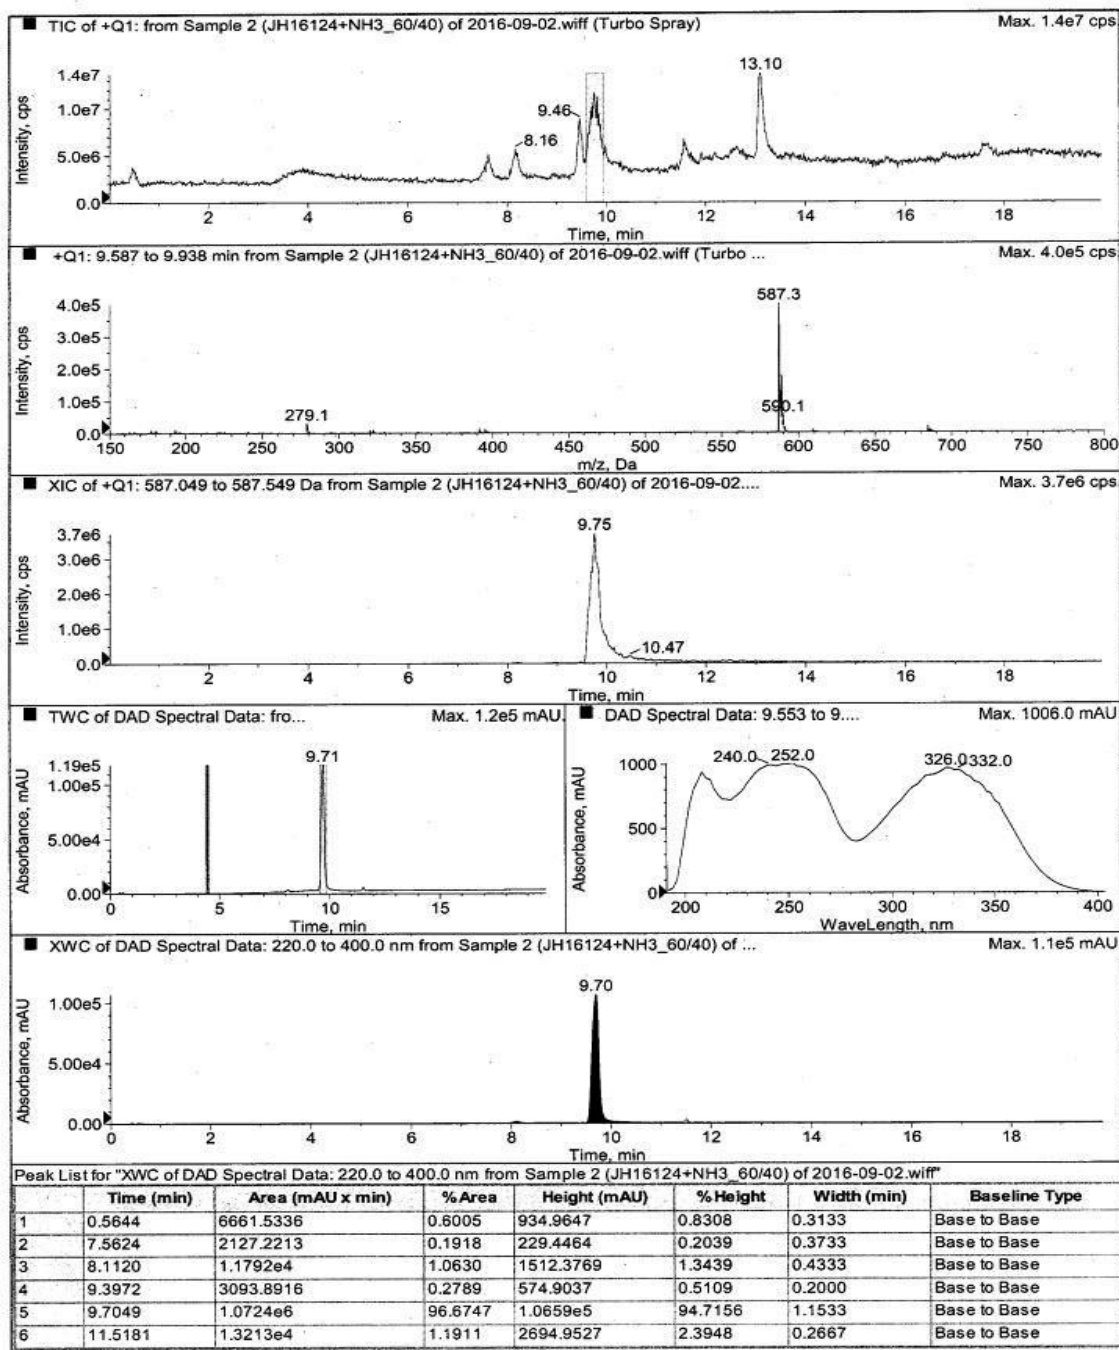 TIC of +Q1: from Sample 2 (JH16124+NH3_60/40) of 2016-09-02.wiff (Turbo Spray) Max. 1.4e7 cps.
1.4e7
1.0e7
5.0e6
0.0
Intensity, cps
8.16
9.46
13.10
2 4 6 8 10 12 14 16 18
Time, min
+Q1: 9.587 to 9.938 min from Sample 2 (JH16124+NH3_60/40) of 2016-09-02.wiff (Turbo ... Max. 4.0e5 cps.
4.0e5
3.0e5
2.0e5
1.0e5
0.0
Intensity, cps
279.1
587.3
590.1
150 200 250 300 350 400 450 500 550 600 650 700 750 800
m/z, Da
XIC of +Q1: 587.049 to 587.549 Da from Sample 2 (JH16124+NH3_60/40) of 2016-09-02.... Max. 3.7e6 cps.
3.7e6
3.0e6
2.0e6
1.0e6
0.0
Intensity, cps
9.75
10.47
2 4 6 8 10 12 14 16 18
Time, min
TWC of DAD Spectral Data: fro... Max. 1.2e5 mAU.
1.19e5
1.00e5
5.00e4
0.00
Absorbance, mAU
9.71
0 5 10 15
Time, min
DAD Spectral Data: 9.553 to 9.... Max. 1006.0 mAU
1000
500
0
Absorbance, mAU
240.0 252.0 326.0 332.0
200 250 300 350 400
WaveLength, nm
XWC of DAD Spectral Data: 220.0 to 400.0 nm from Sample 2 (JH16124+NH3_60/40) of ... Max. 1.1e5 mAU
1.00e5
5.00e4
0.00
Absorbance, mAU
9.70
0 2 4 6 8 10 12 14 16 18
Time, min
Peak List for "XWC of DAD Spectral Data: 220.0 to 400.0 nm from Sample 2 (JH16124+NH3_60/40) of 2016-09-02.wiff"
Time (min) Area (mAU x min) %Area Height (mAU) %Height Width (min) Baseline Type
1 0.5644 6661.5336 0.6005 934.9647 0.8308 0.3133 Base to Base
2 7.5624 2127.2213 0.1918 229.4464 0.2039 0.3733 Base to Base
3 8.1120 1.1792e4 1.0630 1512.3769 1.3439 0.4333 Base to Base
4 9.3972 3093.8916 0.2789 574.9037 0.5109 0.2000 Base to Base
5 9.7049 1.0724e6 96.6747 1.0659e5 94.7156 1.1533 Base to Base
6 11.5181 1.3213e4 1.1911 2694.9527 2.3948 0.2667 Base to Base